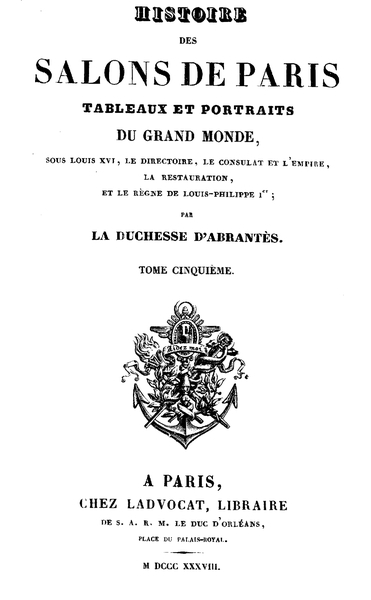 HISTOIRE
DES
SALONS DE PARIS
TABLEAUX ET PORTRAITS
DU GRAND MONDE,
SOUS LOUIS XVI, LE DIRECTOIRE, LE CONSULAT ET L'EMPIRE,
LA RESTAURATION,
ET LE RÈGNE DE LOUIS-PHILIPPE Ier;
PAR
LA DUCHESSE D'ABRANTÈS.
TOME CINQUIÈME.
Aidez moi
A PARIS,
CHEZ LADVOCAT, LIBRAIRE
DE S. A. R. M. LE DUC D'ORLÉANS,
PLACE DU PALAIS-ROYAL.
M DCCC XXXVIII.